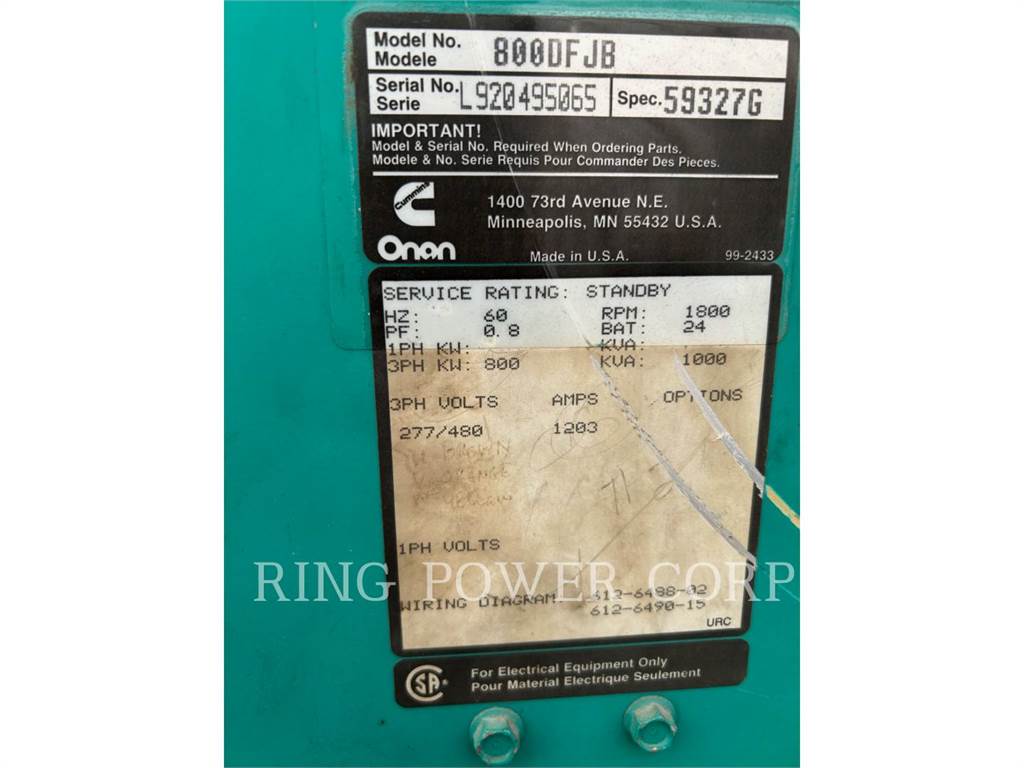 Model No. 800DFJB
Modele
Serial No. L920495065 Spec. 59327G
Serie
IMPORTANT!
Model & Serial No. Required When Ordering Parts.
Modele & No. Serie Requis Pour Commander Des Pieces.
Cummins
1400 73rd Avenue N.E.
Minneapolis, MN 55432 U.S.A.
Onan Made in U.S.A. 99-2433
SERVICE RATING: STANDBY
HZ: 60 RPM: 1800
PF: 0.8 BAT: 24
1PH KW: KVA:
3PH KW: 800 KVA: 1000
3PH VOLTS AMPS OPTIONS
277/480 1203
BROWN
ORANGE
YELLOW
1PH VOLTS
RING POWER CORP
WIRING DIAGRAM: 612-6488-02
612-6490-15
URC
CSA ®
For Electrical Equipment Only
Pour Material Electrique Seulement